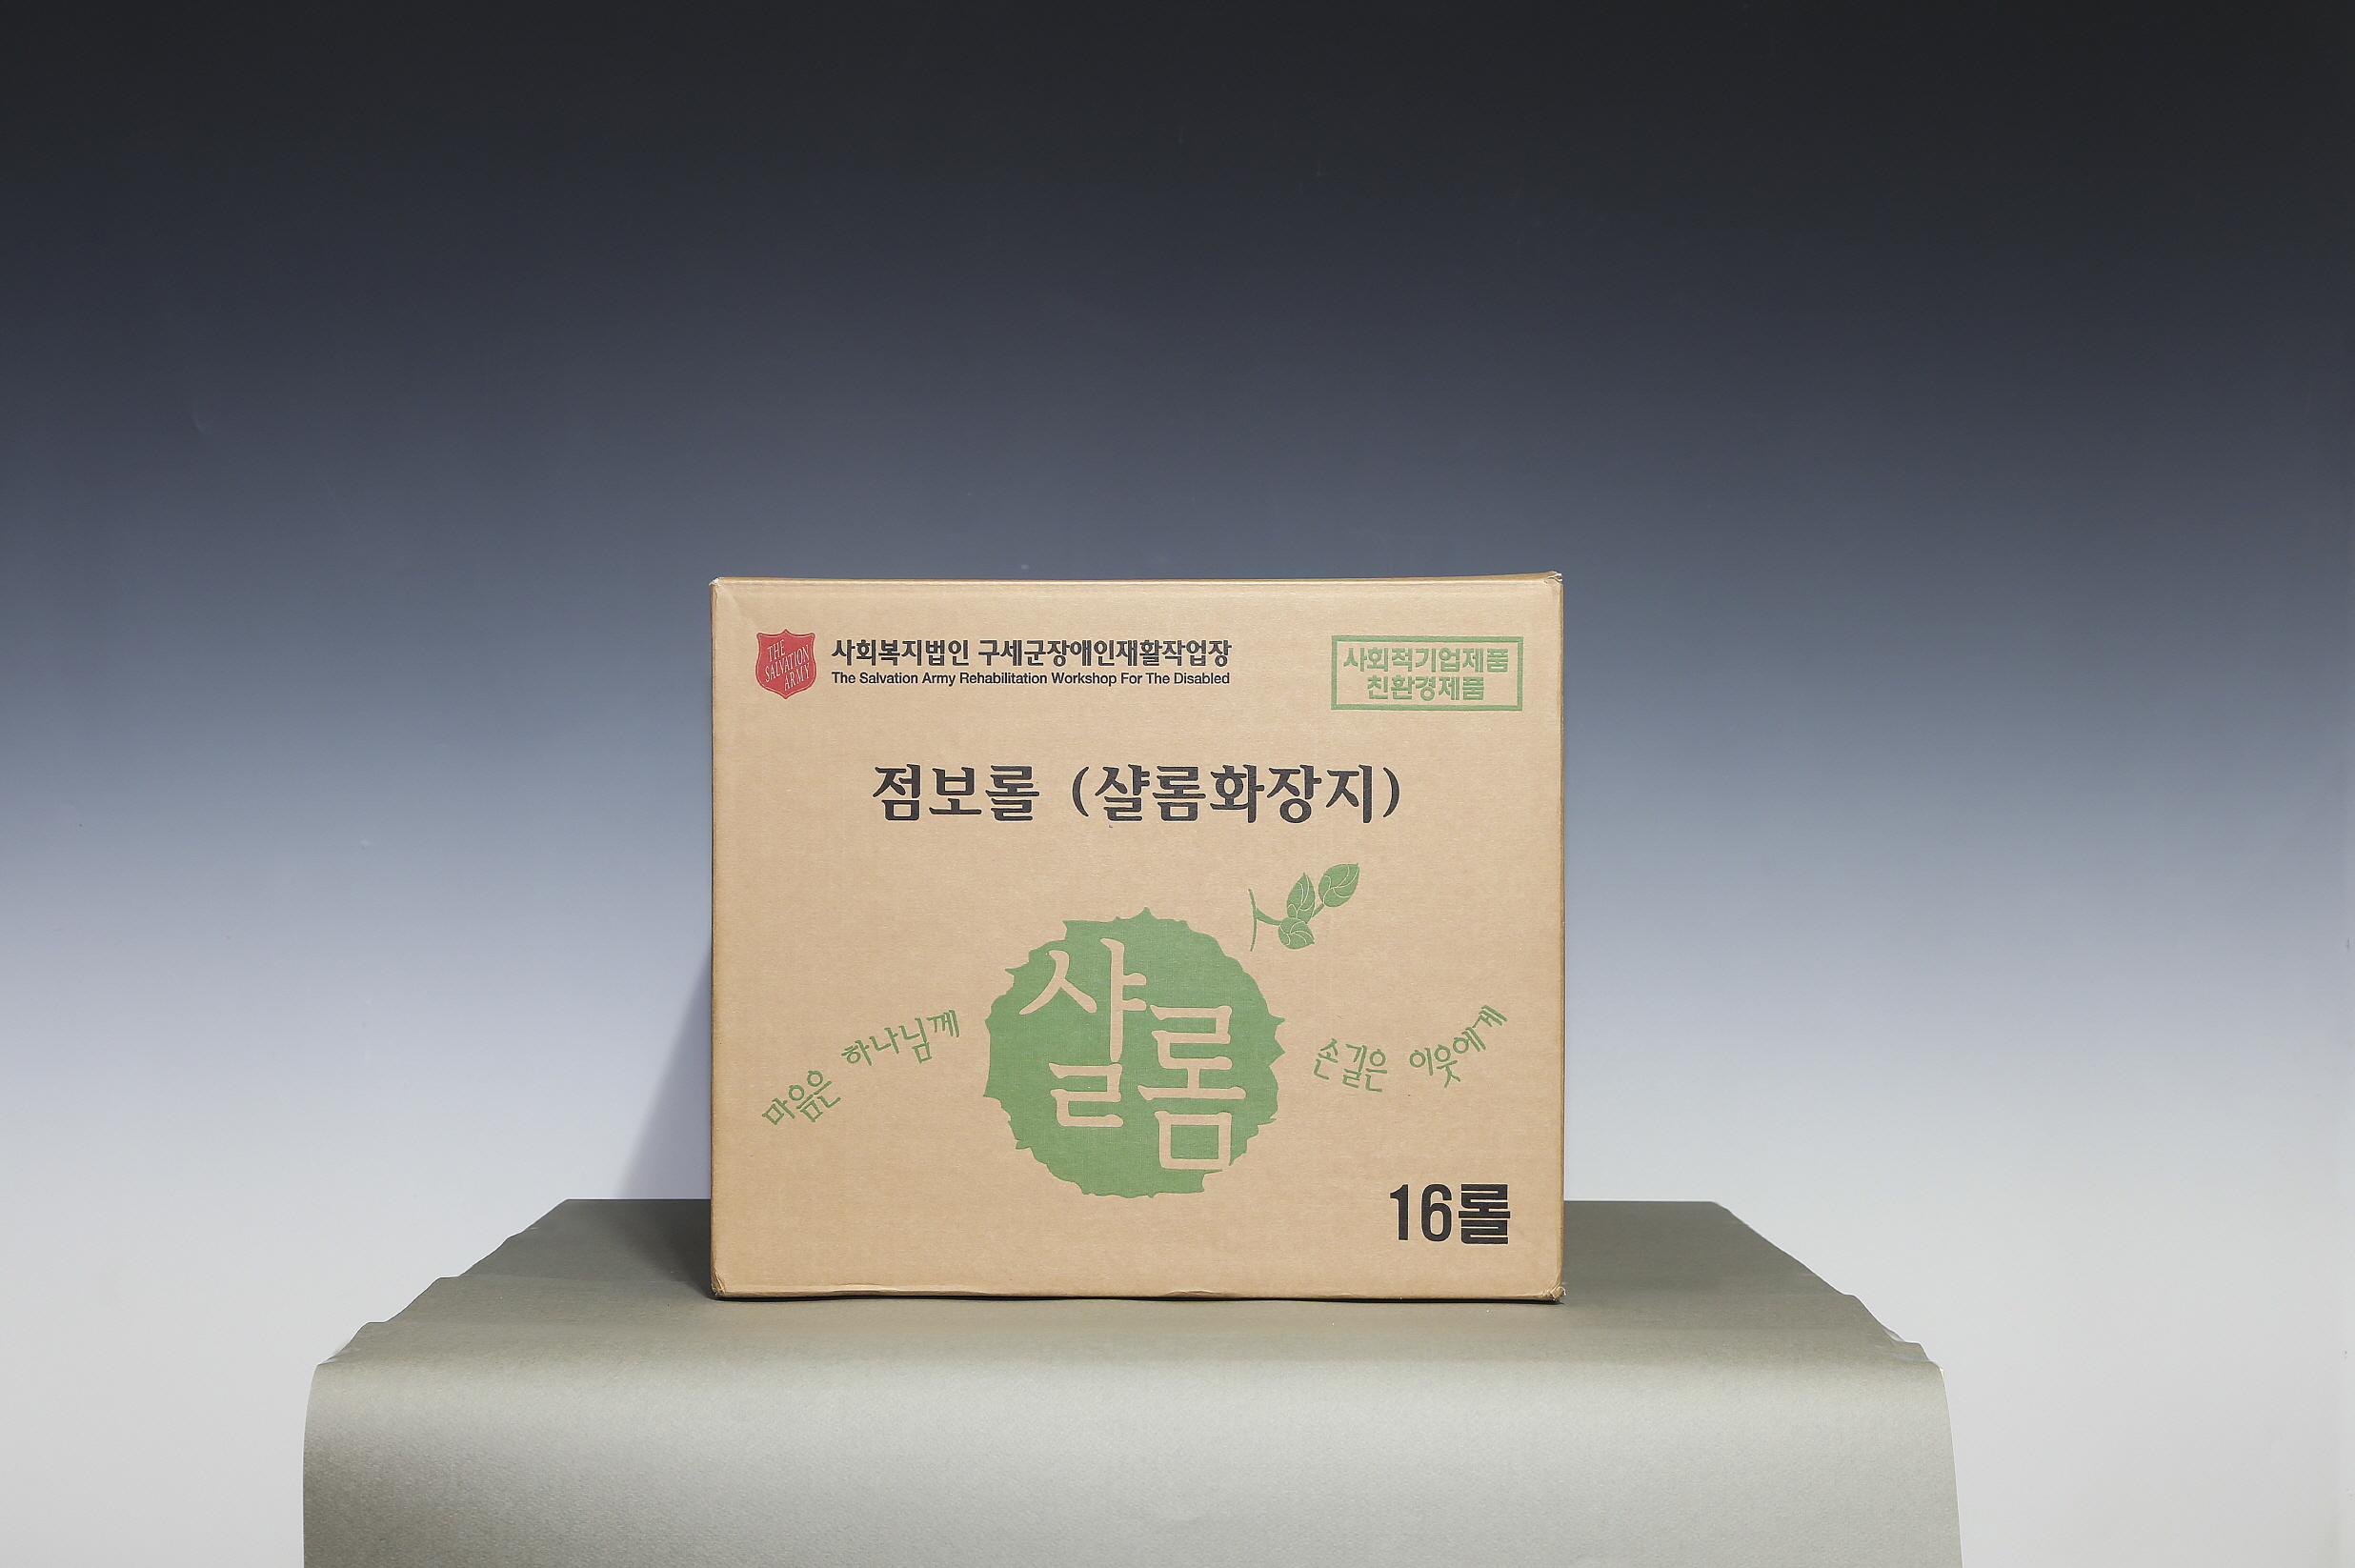 THE
SALVATION
ARMY
사회복지법인 구세군장애인재활작업장
The Salvation Army Rehabilitation Workshop For The Disabled
사회적기업제품
친환경제품
점보롤 (샬롬화장지)
마음은 하나님께
샬롬
손길은 이웃에게
16롤